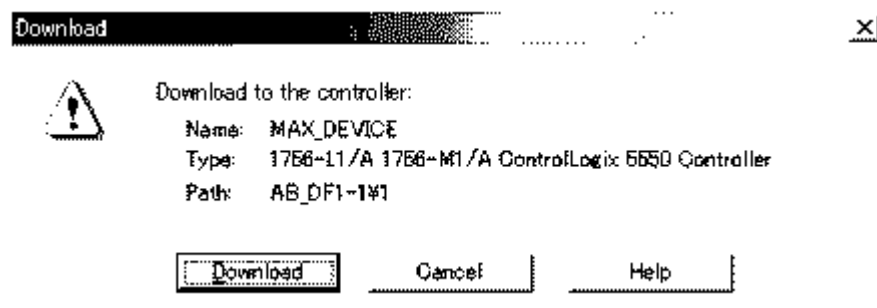 Download
Download to the controller:
Name: MAX_DEVICE
Type: 1756-L1/A 1756-M1/A ControlLogix 5550 Controller
Path: AB_DF1-1¥1
Download Cancel Help